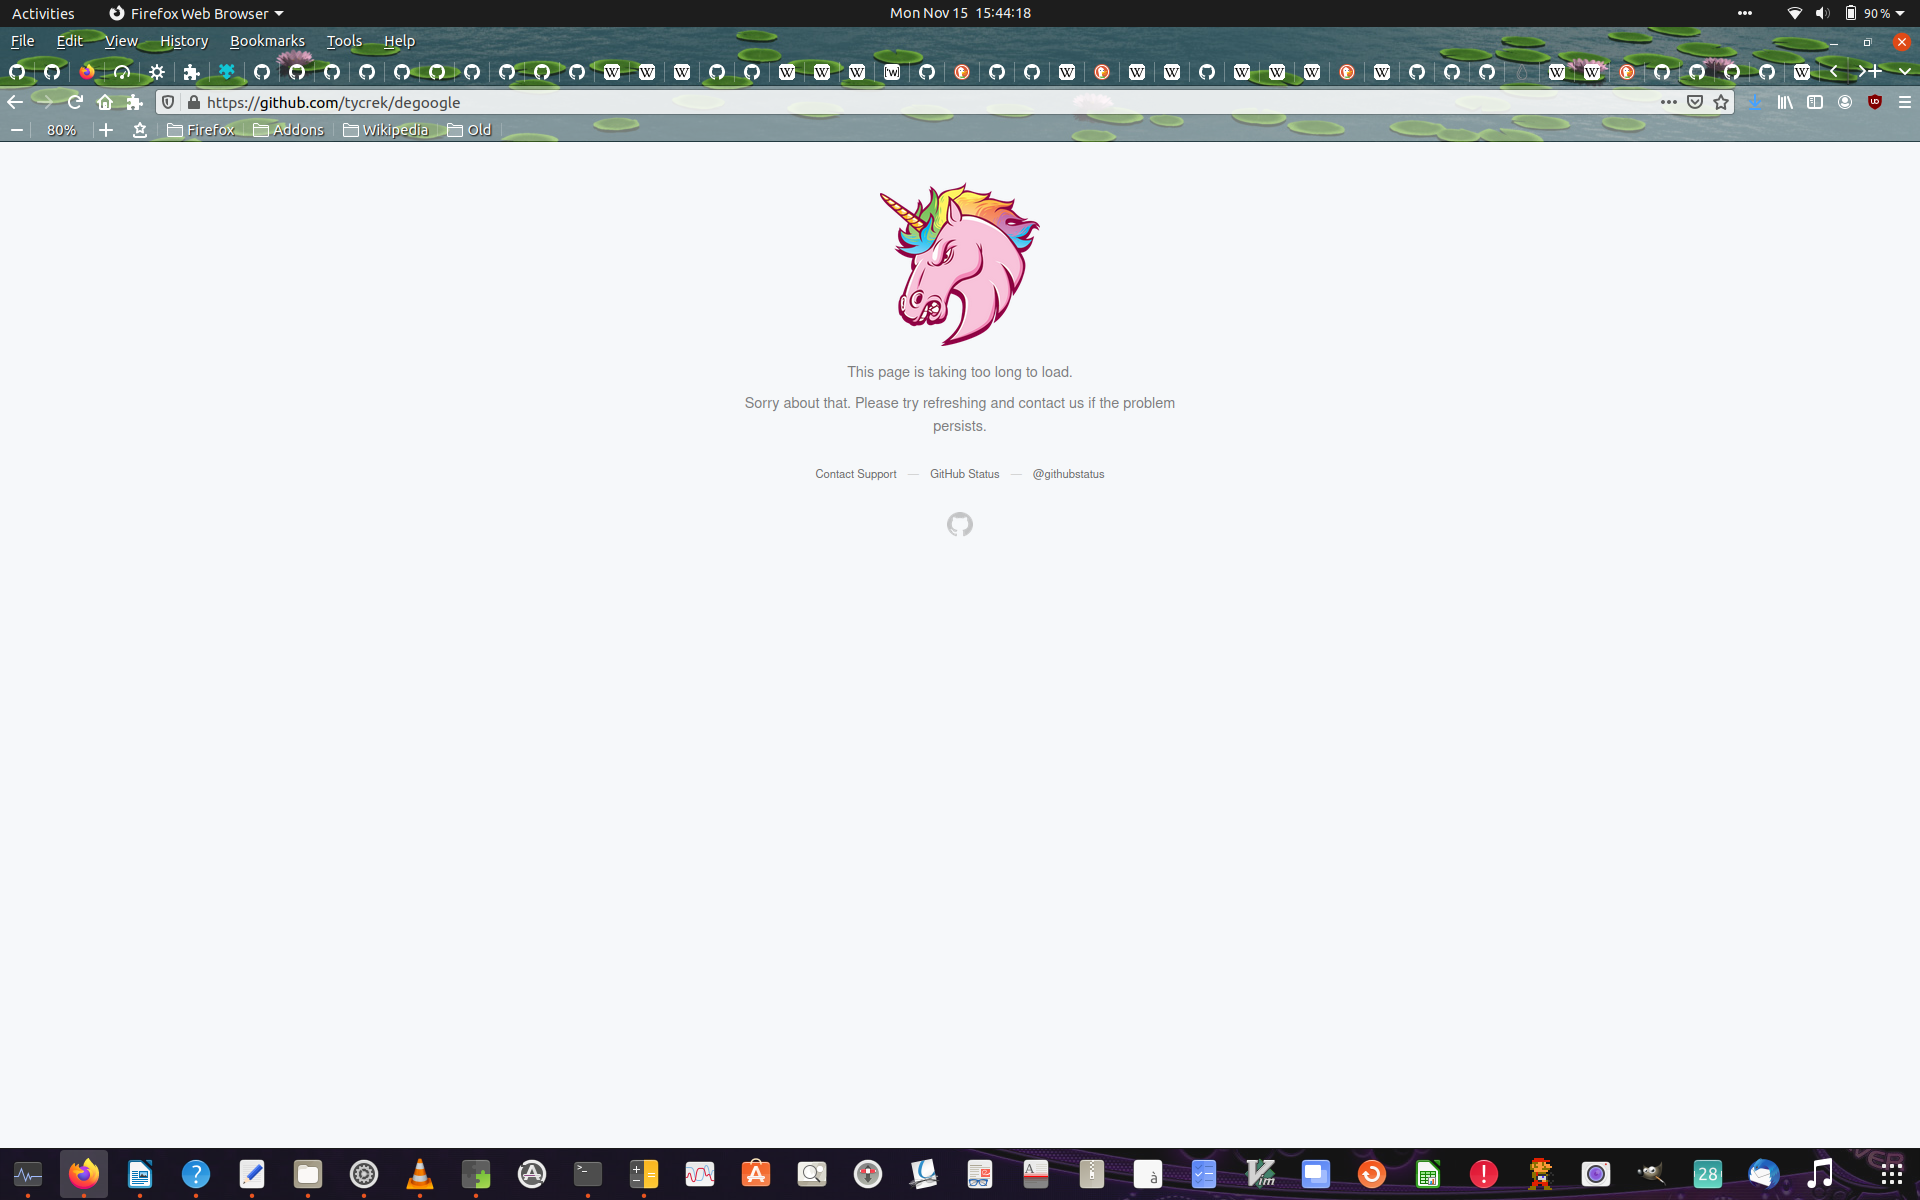 Activities Firefox Web Browser Mon Nov 15 15:44:18 90 %
File Edit View History Bookmarks Tools Help
https://github.com/tycrek/degoogle
80% Firefox Addons Wikipedia Old
This page is taking too long to load.
Sorry about that. Please try refreshing and contact us if the problem
persists.
Contact Support — GitHub Status — @githubstatus
28